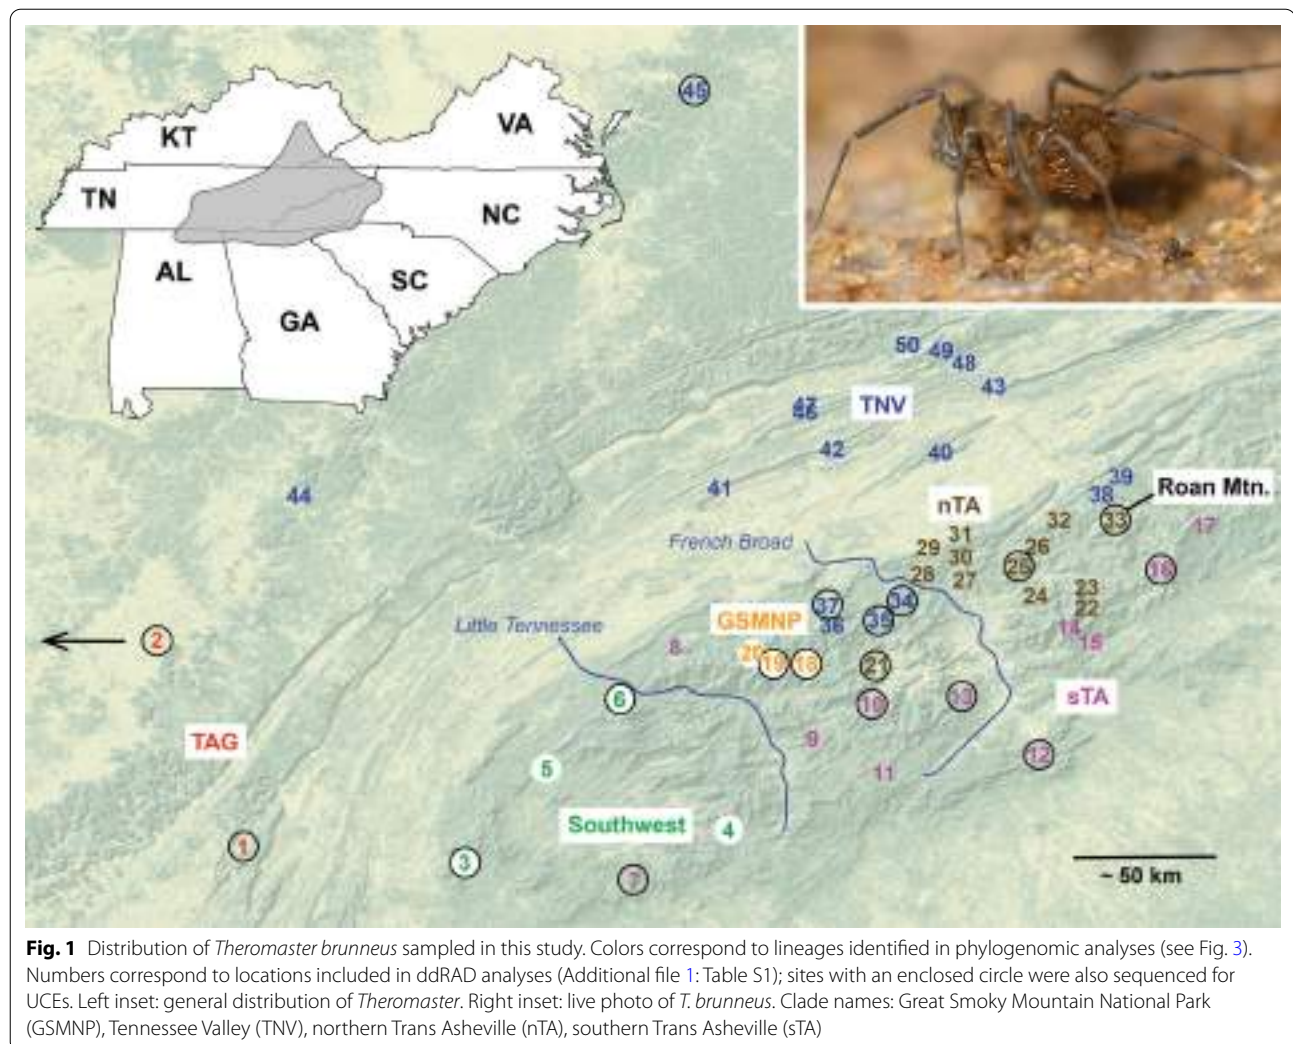 KT
VA
TN
NC
AL
SC
GA
45
50
49
48
43
47
46
TNV
42
40
41
44
39
38
Roan Mtn.
nTA
33
17
32
31
29
26
French Broad
30
25
16
28
27
24
23
22
37
34
GSMNP
35
36
14
15
Little Tennessee
2
8
20
19
18
21
6
10
13
sTA
9
TAG
12
5
11
Southwest
4
1
3
7
~ 50 km
Fig. 1 Distribution of Theromaster brunneus sampled in this study. Colors correspond to lineages identified in phylogenomic analyses (see Fig. 3).
Numbers correspond to locations included in ddRAD analyses (Additional file 1: Table S1); sites with an enclosed circle were also sequenced for
UCEs. Left inset: general distribution of Theromaster. Right inset: live photo of T. brunneus. Clade names: Great Smoky Mountain National Park
(GSMNP), Tennessee Valley (TNV), northern Trans Asheville (nTA), southern Trans Asheville (sTA)